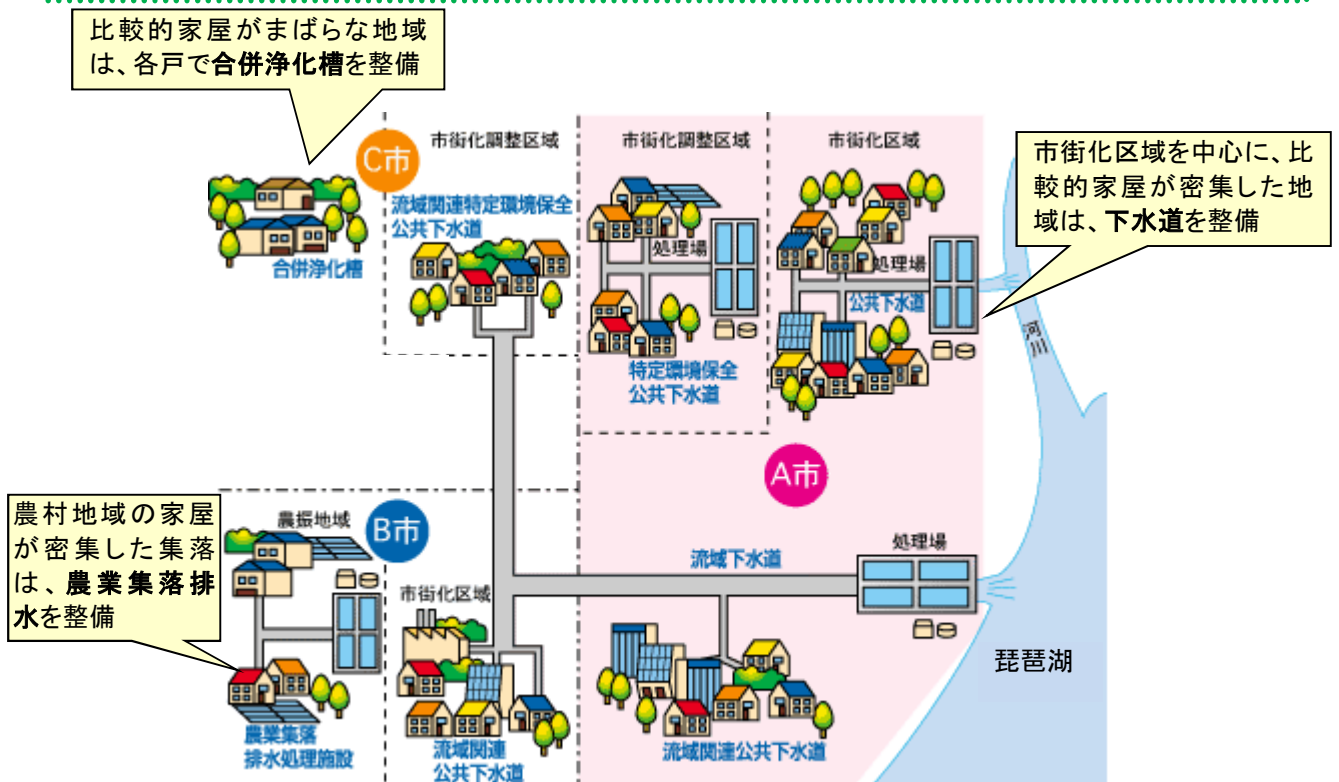 比較的家屋がまばらな地域
は、各戸で合併浄化槽を整備
C市
市街化調整区域
市街化調整区域
市街化区域
市街化区域を中心に、比
較的家屋が密集した地
域は、下水道を整備
流域関連特定環境保全
公共下水道
合併浄化槽
処理場
処理場
公共下水道
河川
特定環境保全
公共下水道
A市
農村地域の家屋
が密集した集落
は、農業集落排
水を整備
農振地域
B市
市街化区域
流域下水道
処理場
琵琶湖
農業集落
排水処理施設
流域関連
公共下水道
流域関連公共下水道